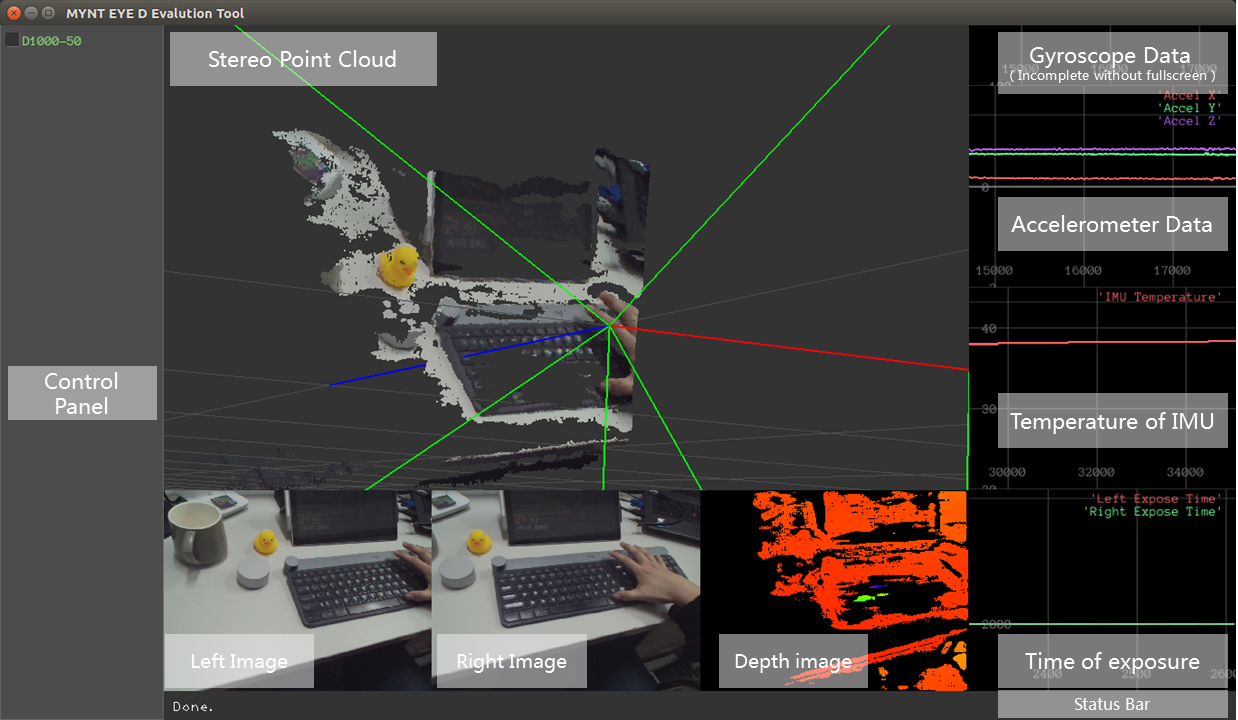 MYNT EYE D Evalution Tool
D1000-50
Control
Panel
Stereo Point Cloud
Gyroscope Data
( Incomplete without fullscreen )
15000 16000 17000
'Accel X'
'Accel Y'
'Accel Z'
0
Accelerometer Data
15000 16000 17000
'IMU Temperature'
40
30
Temperature of IMU
30000 32000 34000
20
'Left Expose Time'
'Right Expose Time'
2000
Time of exposure
2400 2500
Left Image
Right Image
Depth image
Done.
Status Bar